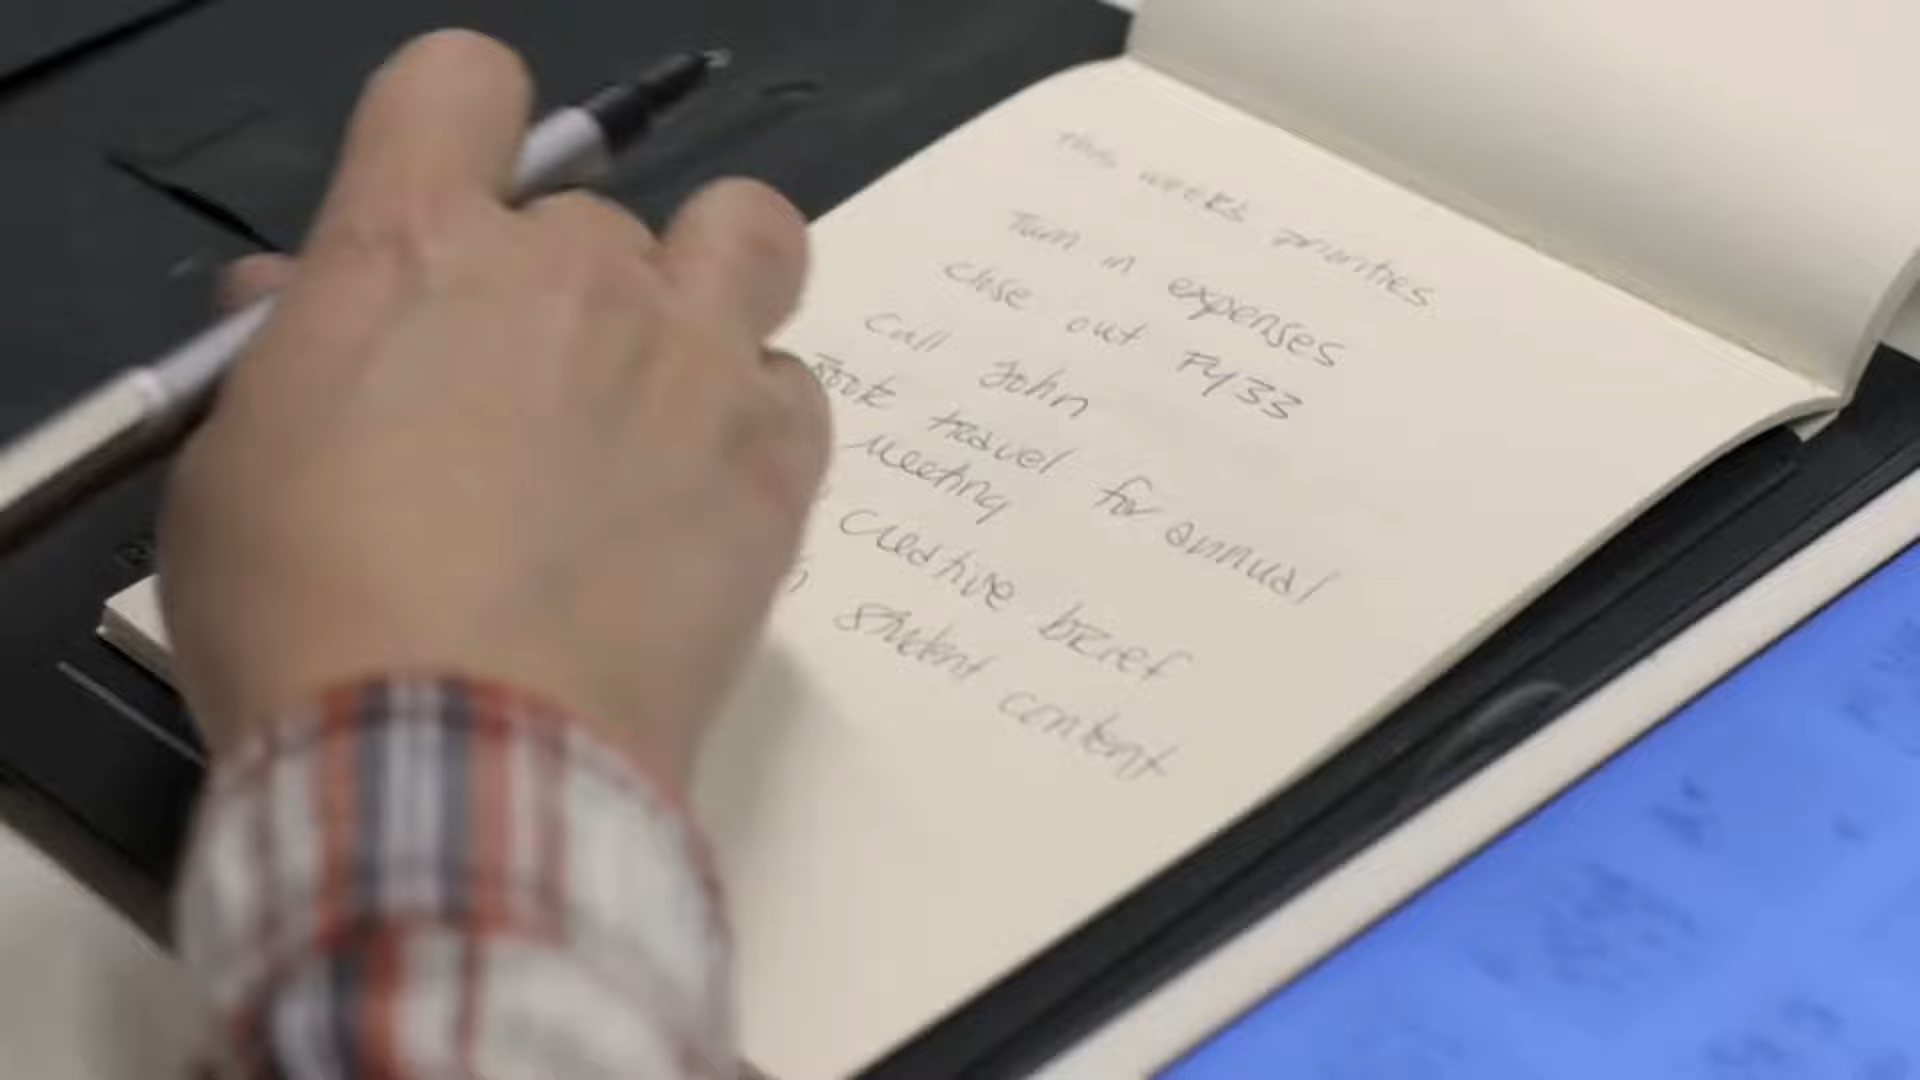 This week's priorities
Turn in expenses
close out FY33
Call John
Book travel for annual
Meeting
creative brief
student content